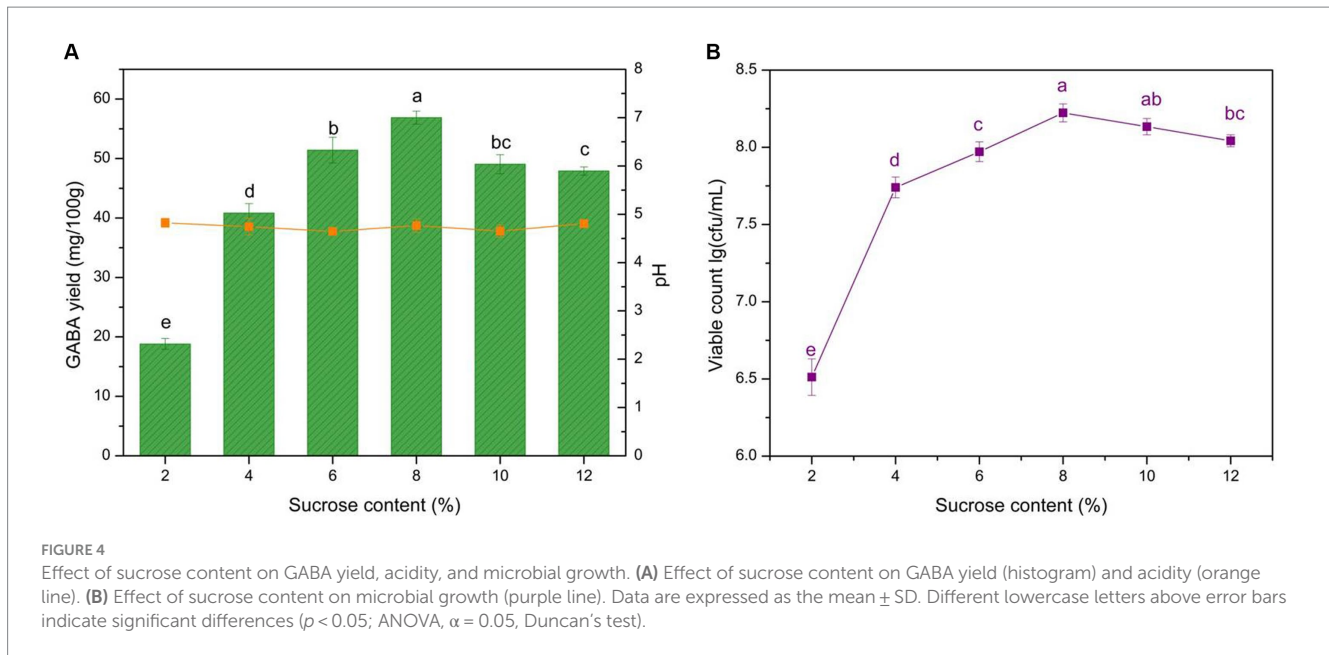 A
GABA yield (mg/100g)
60
50
40
30
20
10
0
e
d
b
a
bc
c
8
7
6
5
4
3
2
1
0
pH
2 4 6 8 10 12
Sucrose content (%)
B
Viable count lg(cfu/mL)
8.5
8.0
7.5
7.0
6.5
6.0
e
d
c
a
ab
bc
2 4 6 8 10 12
Sucrose content (%)
FIGURE 4
Effect of sucrose content on GABA yield, acidity, and microbial growth. (A) Effect of sucrose content on GABA yield (histogram) and acidity (orange
line). (B) Effect of sucrose content on microbial growth (purple line). Data are expressed as the mean ± SD. Different lowercase letters above error bars
indicate significant differences (p < 0.05; ANOVA, α = 0.05, Duncan's test).